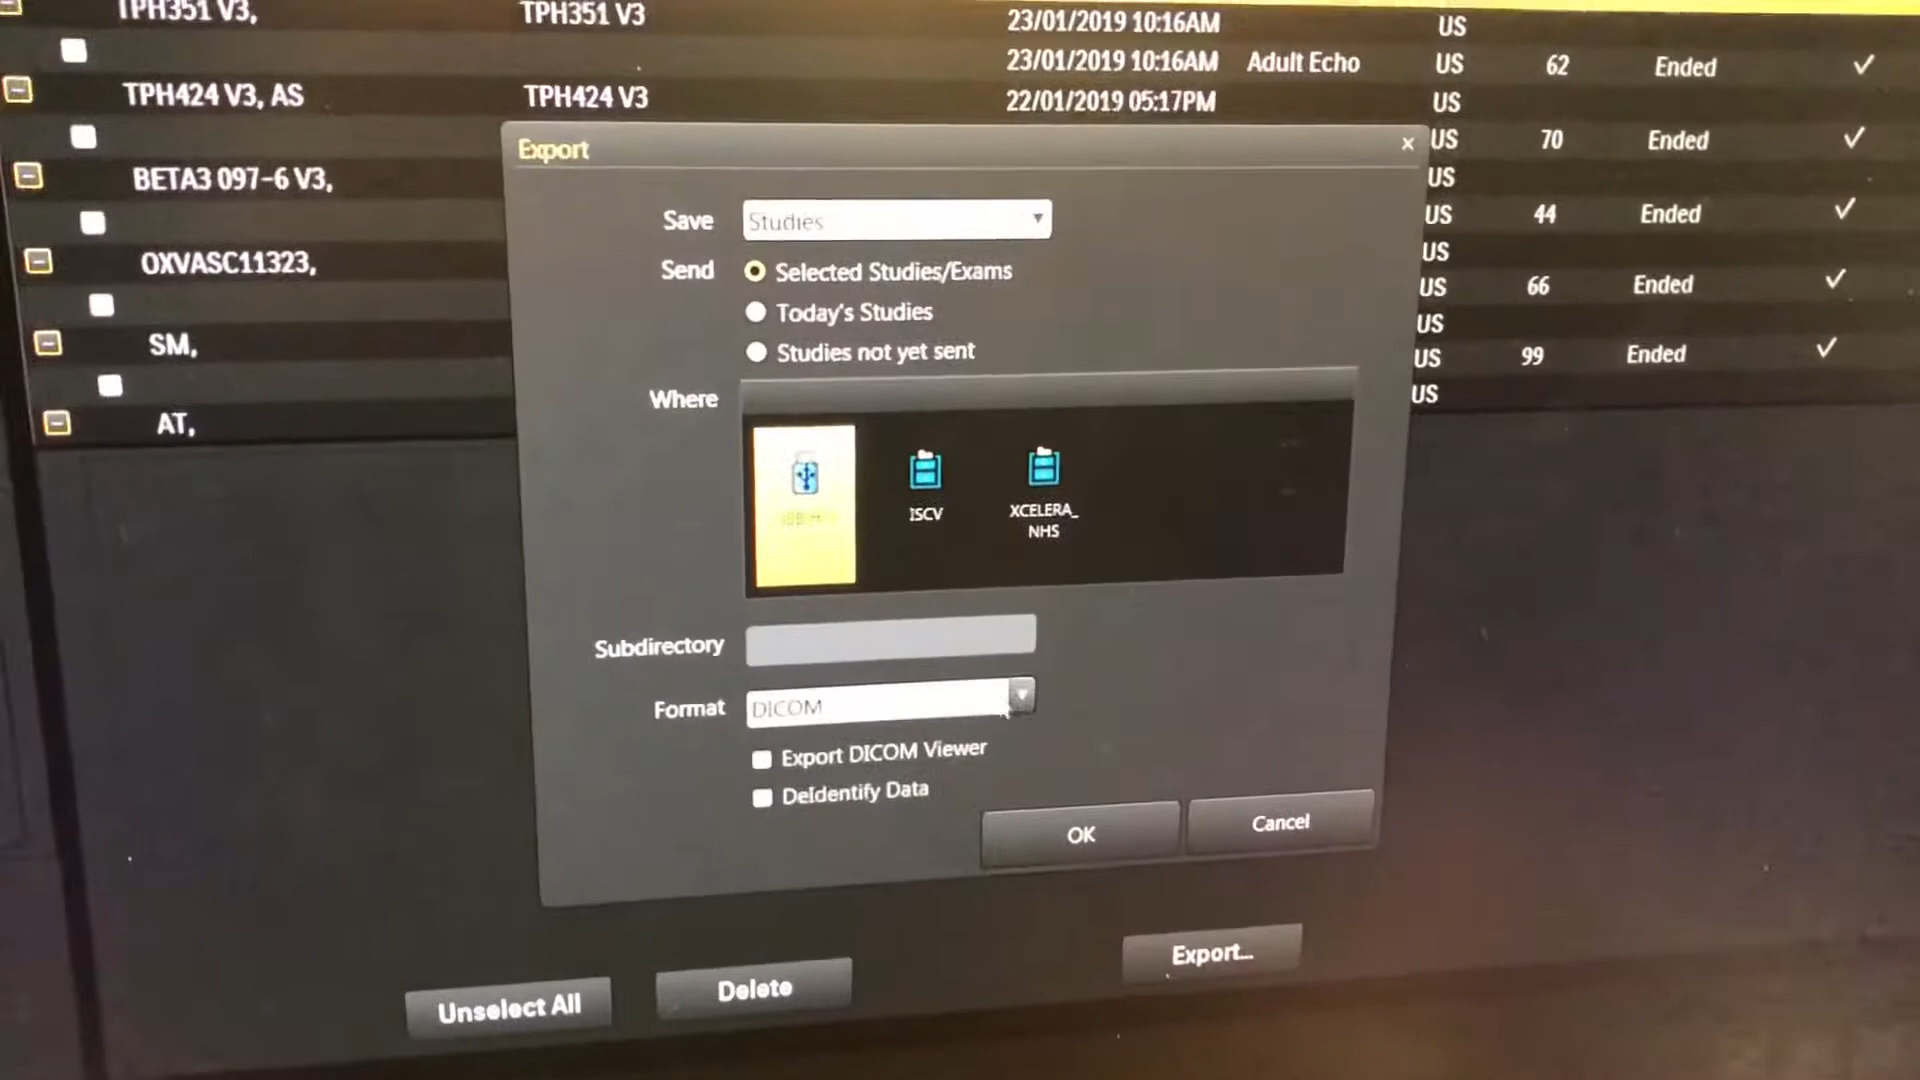 TPH351 V3, TPH351 V3 23/01/2019 10:16AM US
23/01/2019 10:16AM Adult Echo US 62 Ended
TPH424 V3, AS TPH424 V3 22/01/2019 05:17PM US
US 70 Ended
BETA3 097-6 V3, US
US 44 Ended
OXVASC11323, US
US 66 Ended
SM, US
US 99 Ended
AT, US
Export
Save Studies
Send Selected Studies/Exams
Today's Studies
Studies not yet sent
Where
ISCV
XCELERA_
NHS
Subdirectory
Format DICOM
Export DICOM Viewer
DeIdentify Data
OK Cancel
Export...
Unselect All Delete